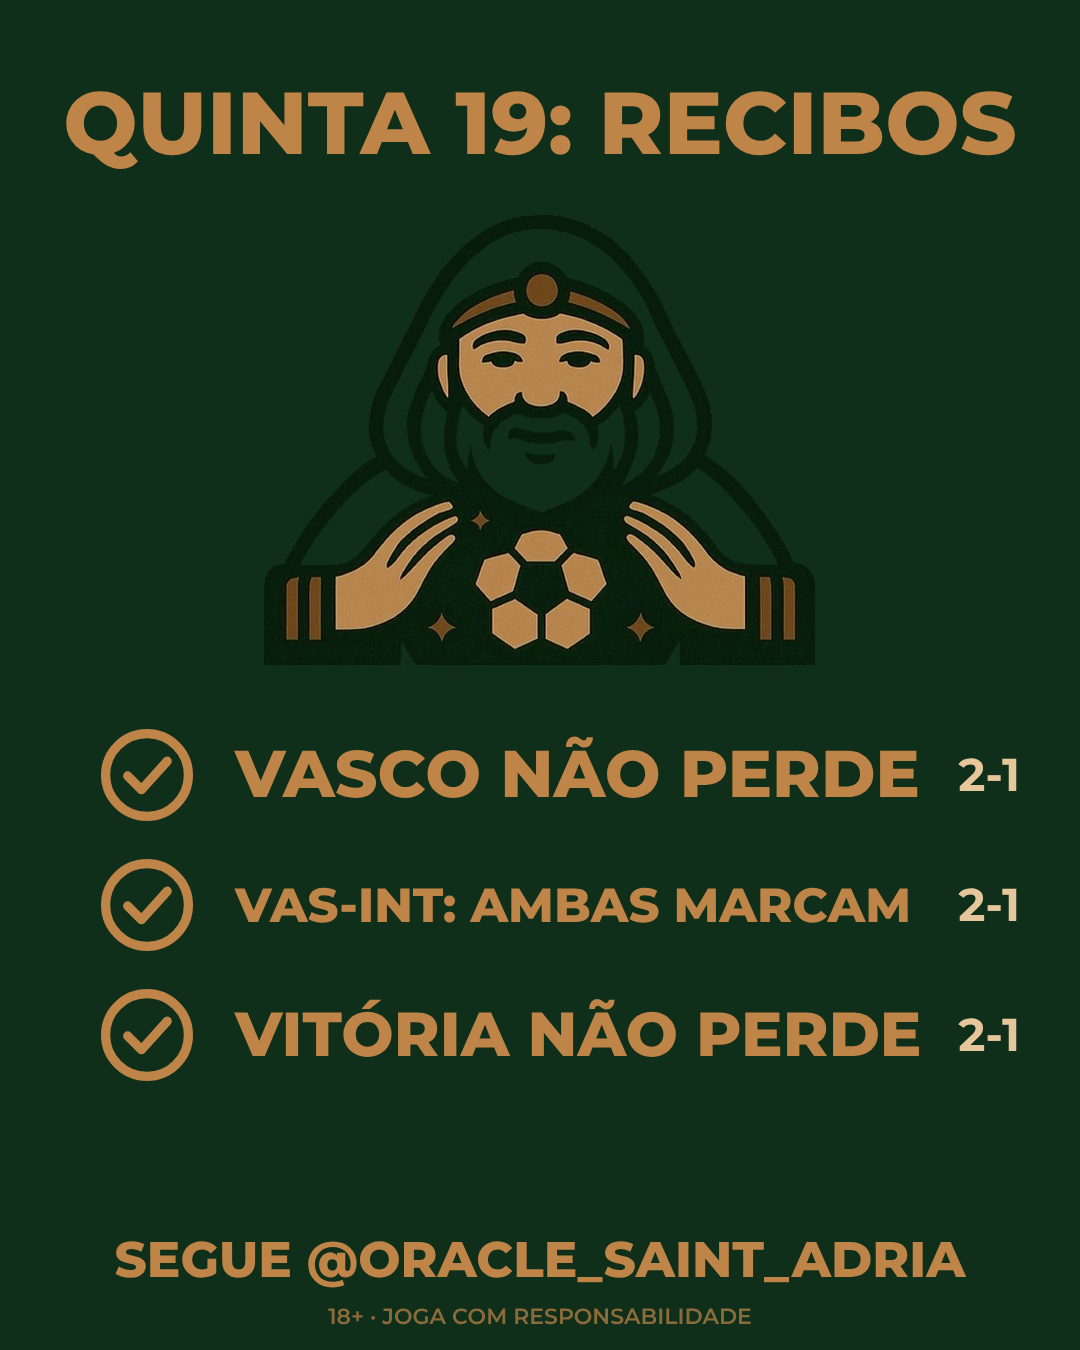 QUINTA 19: RECIBOS
VASCO NÃO PERDE 2-1
VAS-INT: AMBAS MARCAM 2-1
VITÓRIA NÃO PERDE 2-1
SEGUE @ORACLE_SAINT_ADRIA
18+ · JOGA COM RESPONSABILIDADE